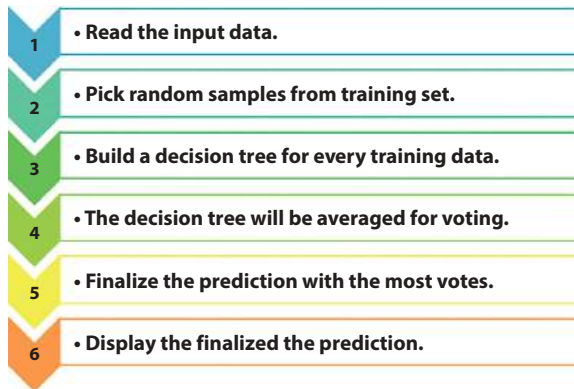 1 • Read the input data.
2 • Pick random samples from training set.
3 • Build a decision tree for every training data.
4 • The decision tree will be averaged for voting.
5 • Finalize the prediction with the most votes.
6 • Display the finalized the prediction.